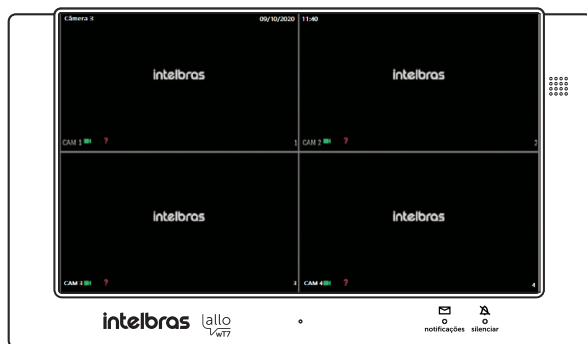 Câmera 3 09/10/2020 11:40
intelbras intelbras
CAM 1 ? 1 CAM 2 ? 2
intelbras intelbras
CAM 3 ? 3 CAM 4 ? 4
intelbras allo wT7
notificações silenciar